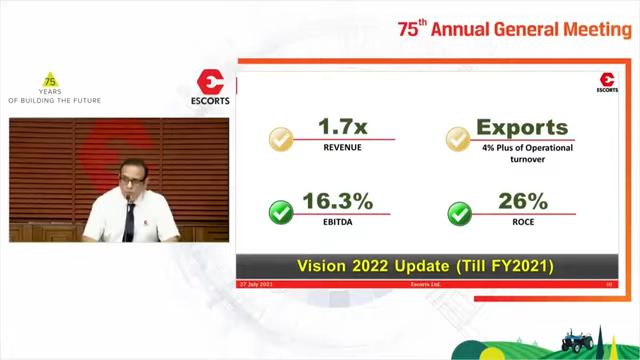 75th Annual General Meeting
75
YEARS
OF BUILDING THE FUTURE
ESCORTS
ESCORTS
1.7x
REVENUE
Exports
4% Plus of Operational
turnover
16.3%
EBITDA
26%
ROCE
Vision 2022 Update (Till FY2021)
27 July 2021
Escorts Ltd.